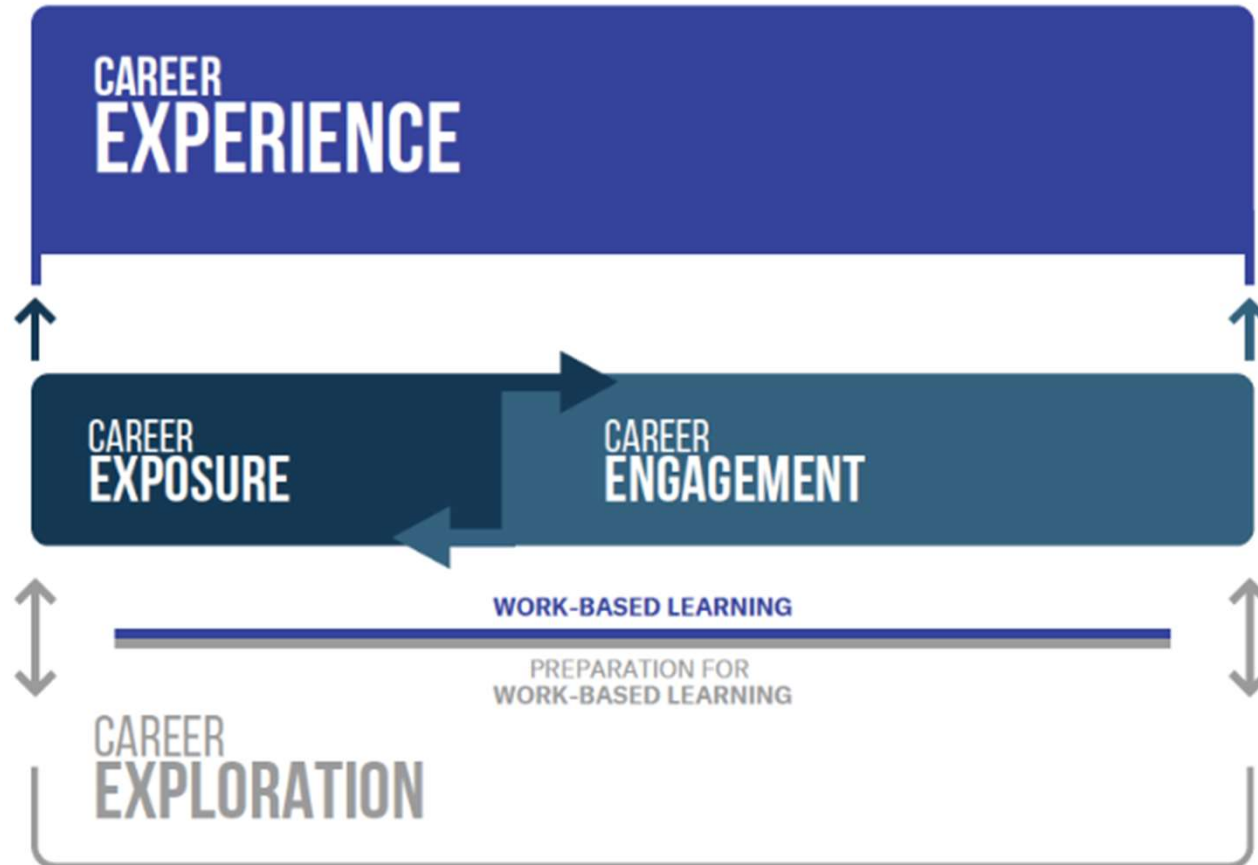 CAREER
EXPERIENCE
CAREER
EXPOSURE
CAREER
ENGAGEMENT
WORK-BASED LEARNING
PREPARATION FOR
WORK-BASED LEARNING
CAREER
EXPLORATION